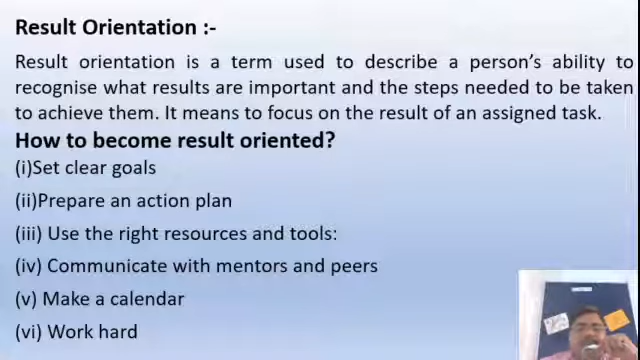 Result Orientation :-
Result orientation is a term used to describe a person's ability to
recognise what results are important and the steps needed to be taken
to achieve them. It means to focus on the result of an assigned task.
How to become result oriented?
(i)Set clear goals
(ii)Prepare an action plan
(iii) Use the right resources and tools:
(iv) Communicate with mentors and peers
(v) Make a calendar
(vi) Work hard